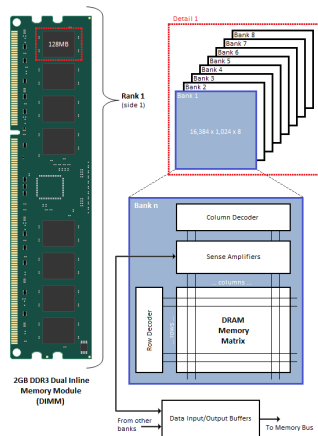 Detail 1
128MB
Rank 1
(side 1)
Bank 8
Bank 7
Bank 6
Bank 5
Bank 4
Bank 3
Bank 2
Bank 1
16,384 x 1,024 x 8
Bank n
Column Decoder
Sense Amplifiers
... columns ...
Row Decoder
...rows...
DRAM
Memory
Matrix
2GB DDR3 Dual Inline
Memory Module
(DIMM)
From other
banks
Data Input/Output Buffers
To Memory Bus